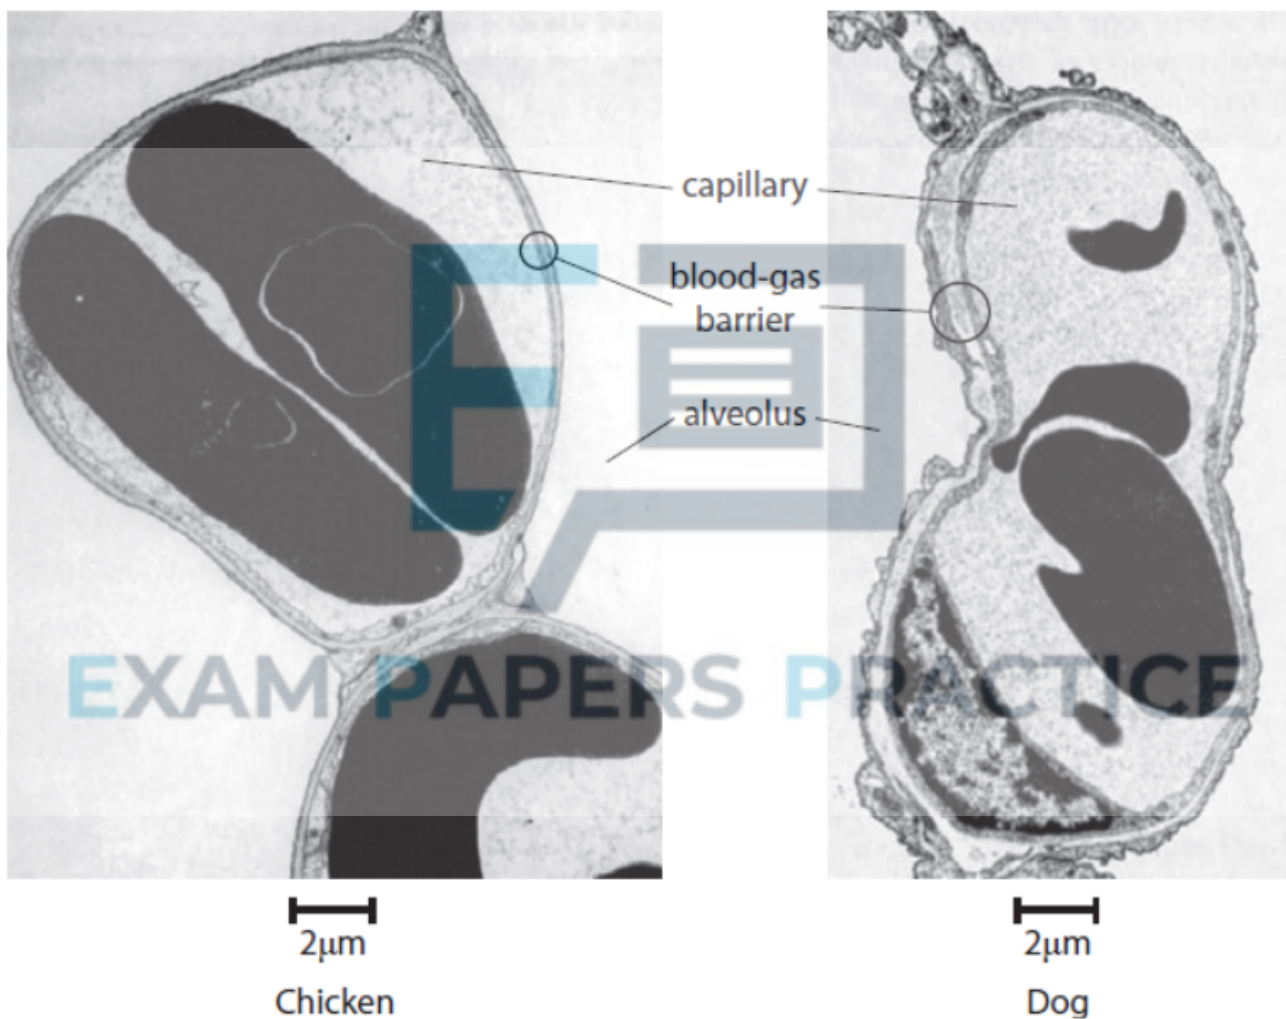 capillary
blood-gas
barrier
alveolus
EXAM PAPERS PRACTICE
2μm
2μm
Chicken
Dog